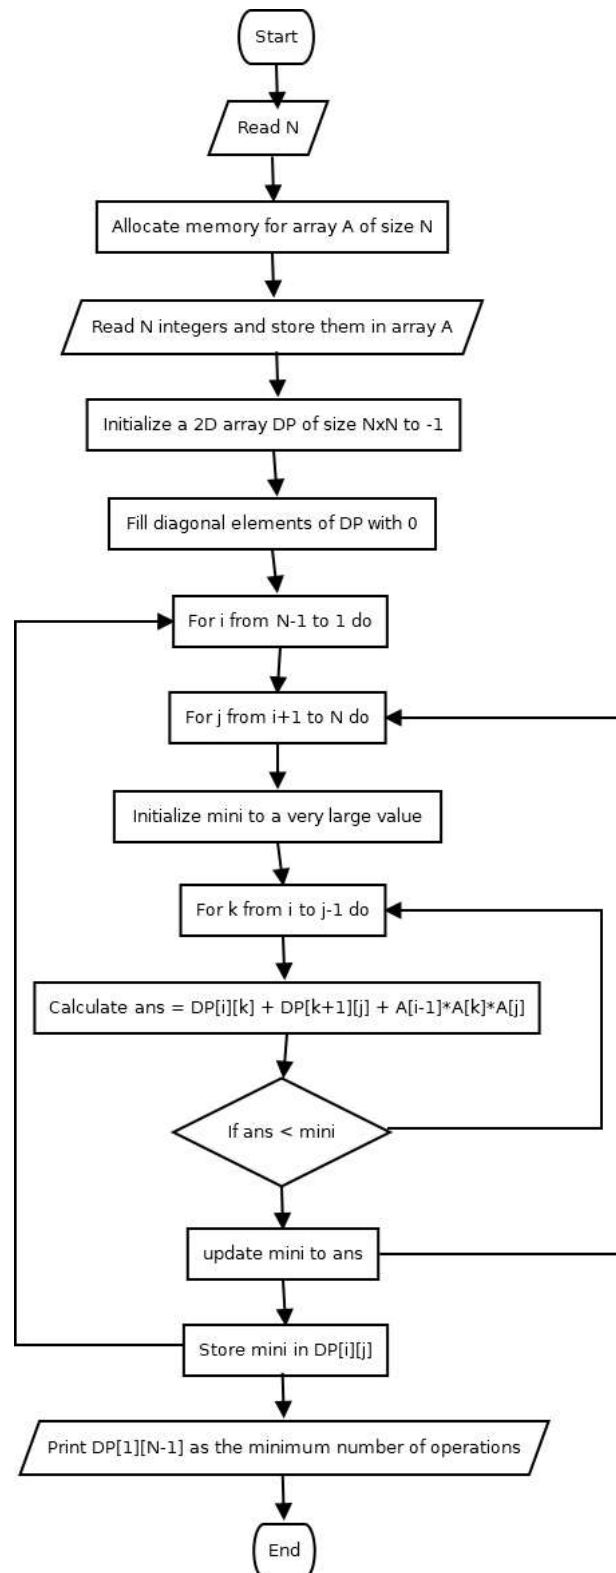 Start
Read N
Allocate memory for array A of size N
Read N integers and store them in array A
Initialize a 2D array DP of size NxN to -1
Fill diagonal elements of DP with 0
For i from N-1 to 1 do
For j from i+1 to N do
Initialize mini to a very large value
For k from i to j-1 do
Calculate ans = DP[i][k] + DP[k+1][j] + A[i-1]*A[k]*A[j]
If ans < mini
update mini to ans
Store mini in DP[i][j]
Print DP[1][N-1] as the minimum number of operations
End